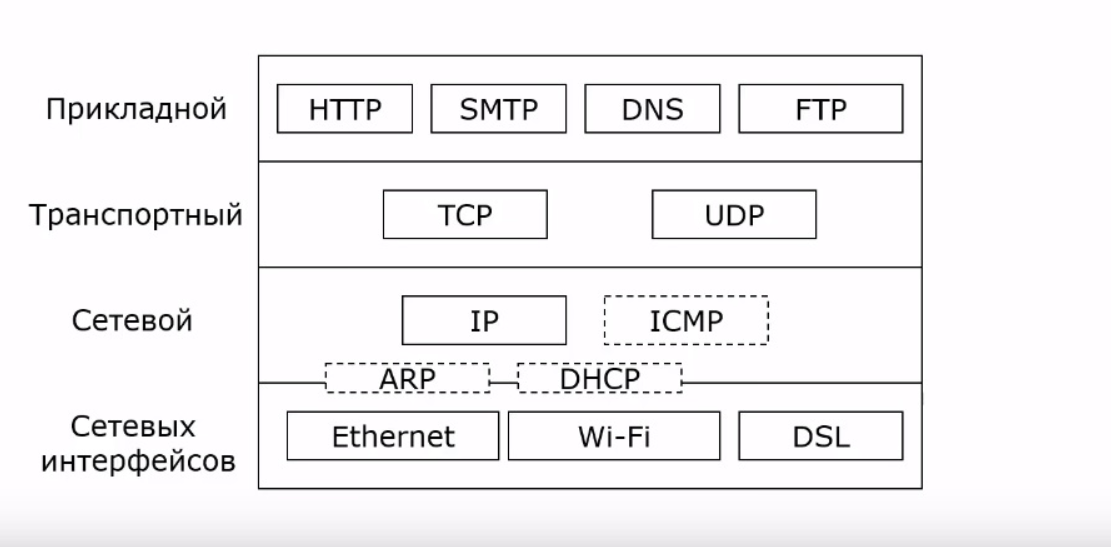 Прикладной
HTTP
SMTP
DNS
FTP
Транспортный
TCP
UDP
Сетевой
IP
ICMP
ARP
DHCP
Сетевых
интерфейсов
Ethernet
Wi-Fi
DSL